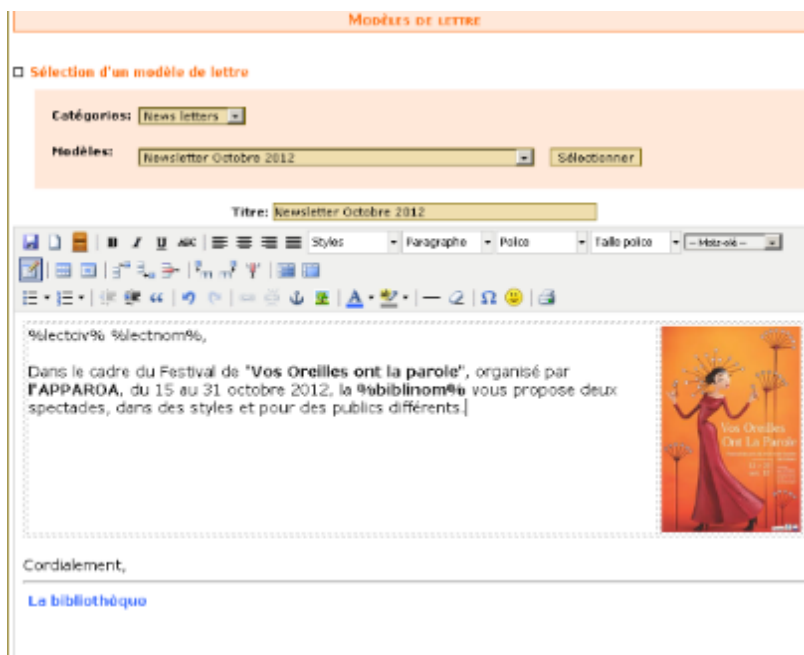 Modèles de lettre
Sélection d'un modèle de lettre
Catégories: News letters
Modèles: Newsletter Octobre 2012 Sélectionner
Titre: Newsletter Octobre 2012
B I U ABC Styles Paragraphe Police Taille police -- Mots-clé --
%lectciv% %lectnom%,
Dans le cadre du Festival de "Vos Oreilles ont la parole", organisé par
l'APPAROA, du 15 au 31 octobre 2012, la %biblinom% vous propose deux
spectacles, dans des styles et pour des publics différents.
Vos Oreilles
Ont La Parole
Cordialement,
La bibliothèque